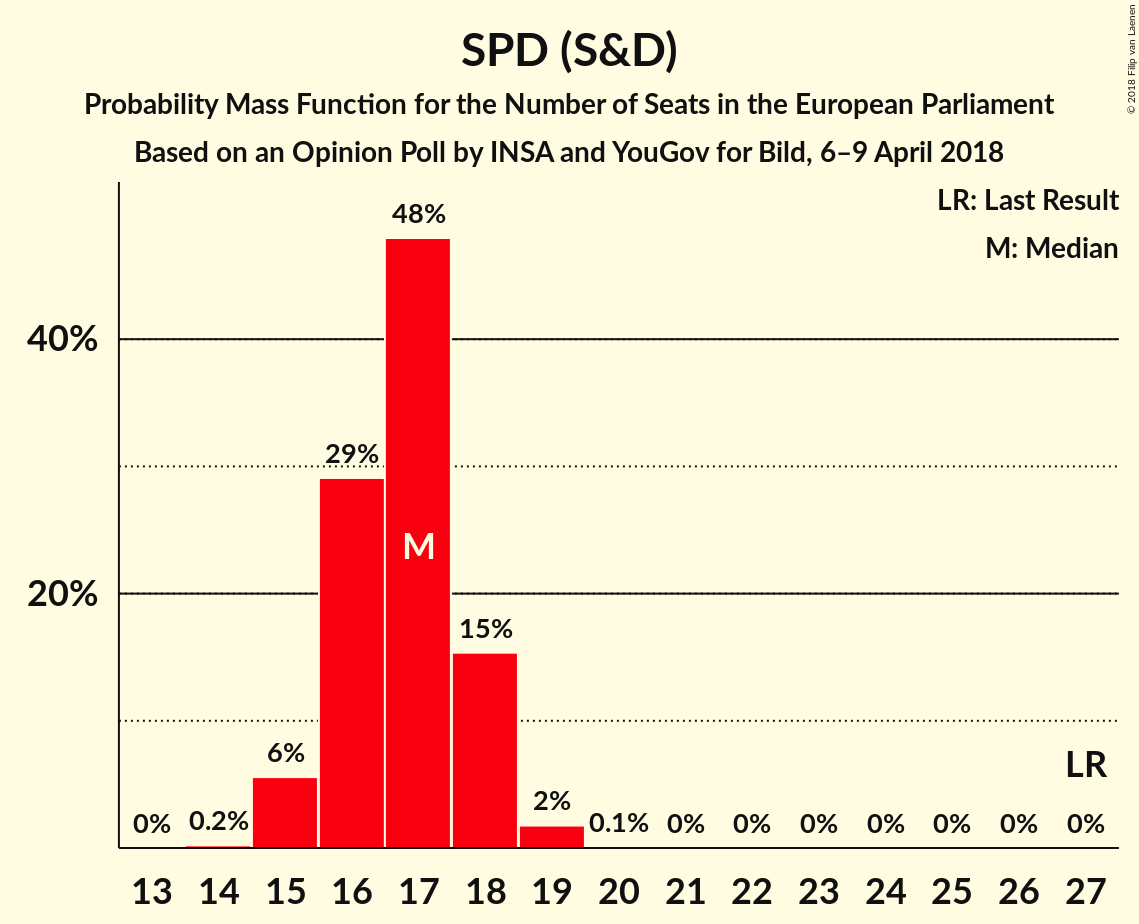 SPD (S&D)
Probability Mass Function for the Number of Seats in the European Parliament
Based on an Opinion Poll by INSA and YouGov for Bild, 6–9 April 2018
© 2018 Filip van Laenen
LR: Last Result
M: Median
48%
40%
29%
M
20%
15%
6%
LR
2%
0% 0.2% 0.1% 0% 0% 0% 0% 0% 0% 0%
13 14 15 16 17 18 19 20 21 22 23 24 25 26 27